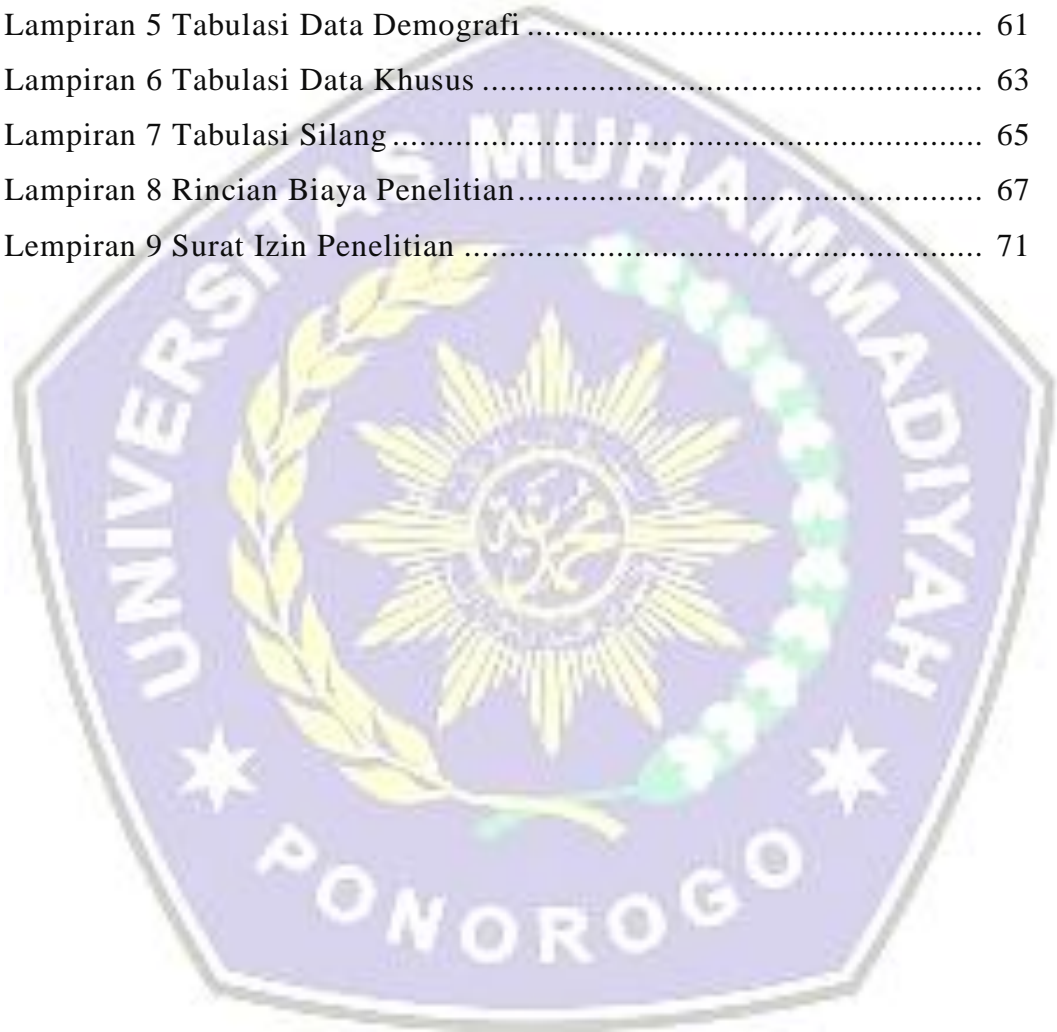 Lampiran 5 Tabulasi Data Demografi ................................................ 61
Lampiran 6 Tabulasi Data Khusus ..................................................... 63
Lampiran 7 Tabulasi Silang ............................................................... 65
Lampiran 8 Rincian Biaya Penelitian ................................................. 67
Lempiran 9 Surat Izin Penelitian ....................................................... 71
UNIVERSITAS MUHAMMADIYAH
PONOROGO